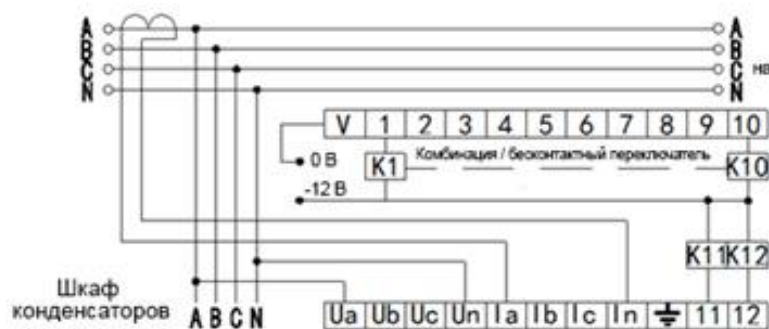 A A
B B
C C на
N N
V 1 2 3 4 5 6 7 8 9 10
0 В K1 Комбинация / бесконтактный переключатель K10
-12 В
K11 K12
Шкаф
конденсаторов A B C N Ua Ub Uc Un Ia Ib Ic In 11 12